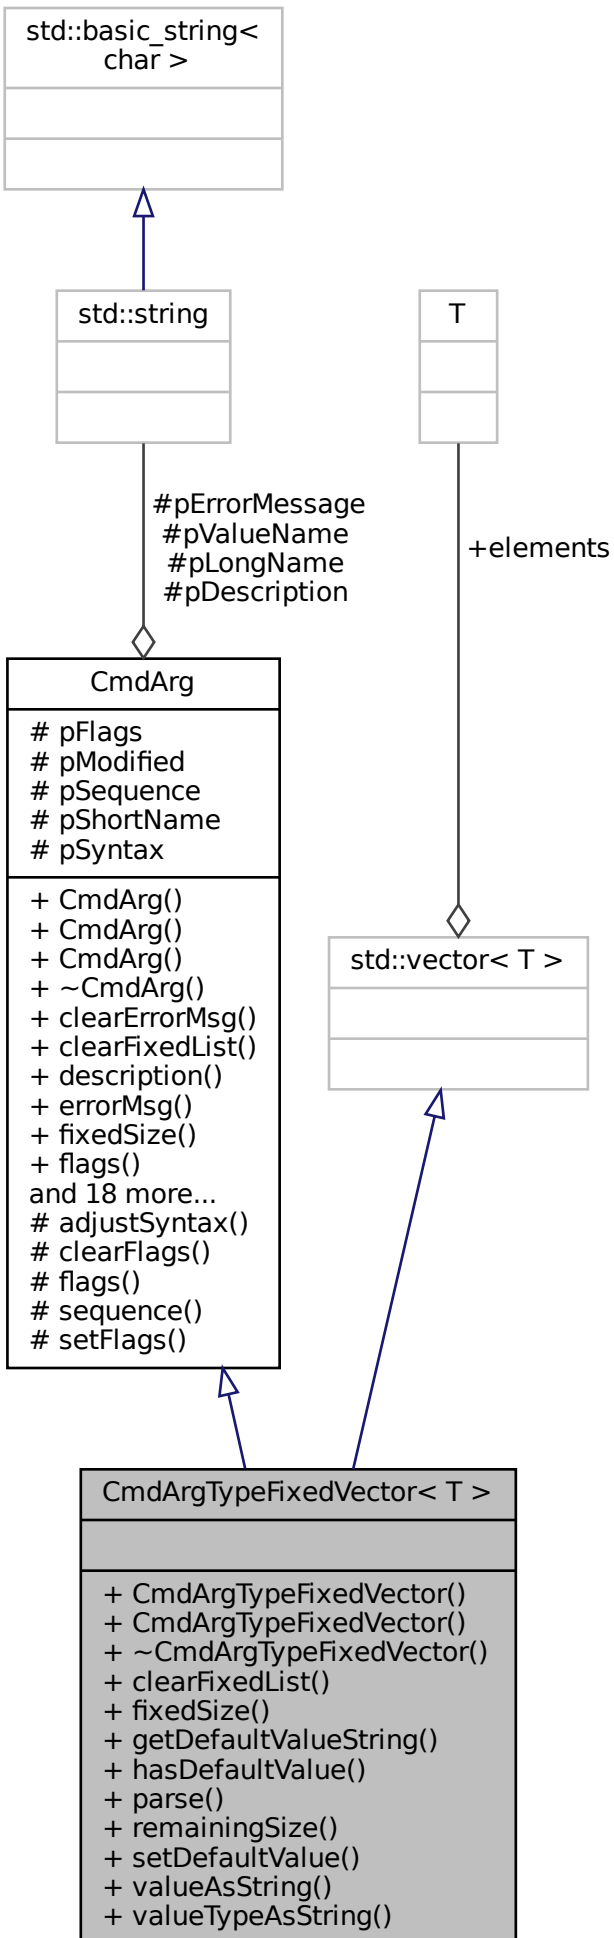 std::basic_string<
char >
std::string
T
#pErrorMessage
#pValueName
#pLongName
#pDescription
+elements
CmdArg
# pFlags
# pModified
# pSequence
# pShortName
# pSyntax
+ CmdArg()
+ CmdArg()
+ CmdArg()
+ ~CmdArg()
+ clearErrorMsg()
+ clearFixedList()
+ description()
+ errorMsg()
+ fixedSize()
+ flags()
and 18 more...
# adjustSyntax()
# clearFlags()
# flags()
# sequence()
# setFlags()
std::vector< T >
CmdArgTypeFixedVector< T >
+ CmdArgTypeFixedVector()
+ CmdArgTypeFixedVector()
+ ~CmdArgTypeFixedVector()
+ clearFixedList()
+ fixedSize()
+ getDefaultValueString()
+ hasDefaultValue()
+ parse()
+ remainingSize()
+ setDefaultValue()
+ valueAsString()
+ valueTypeAsString()